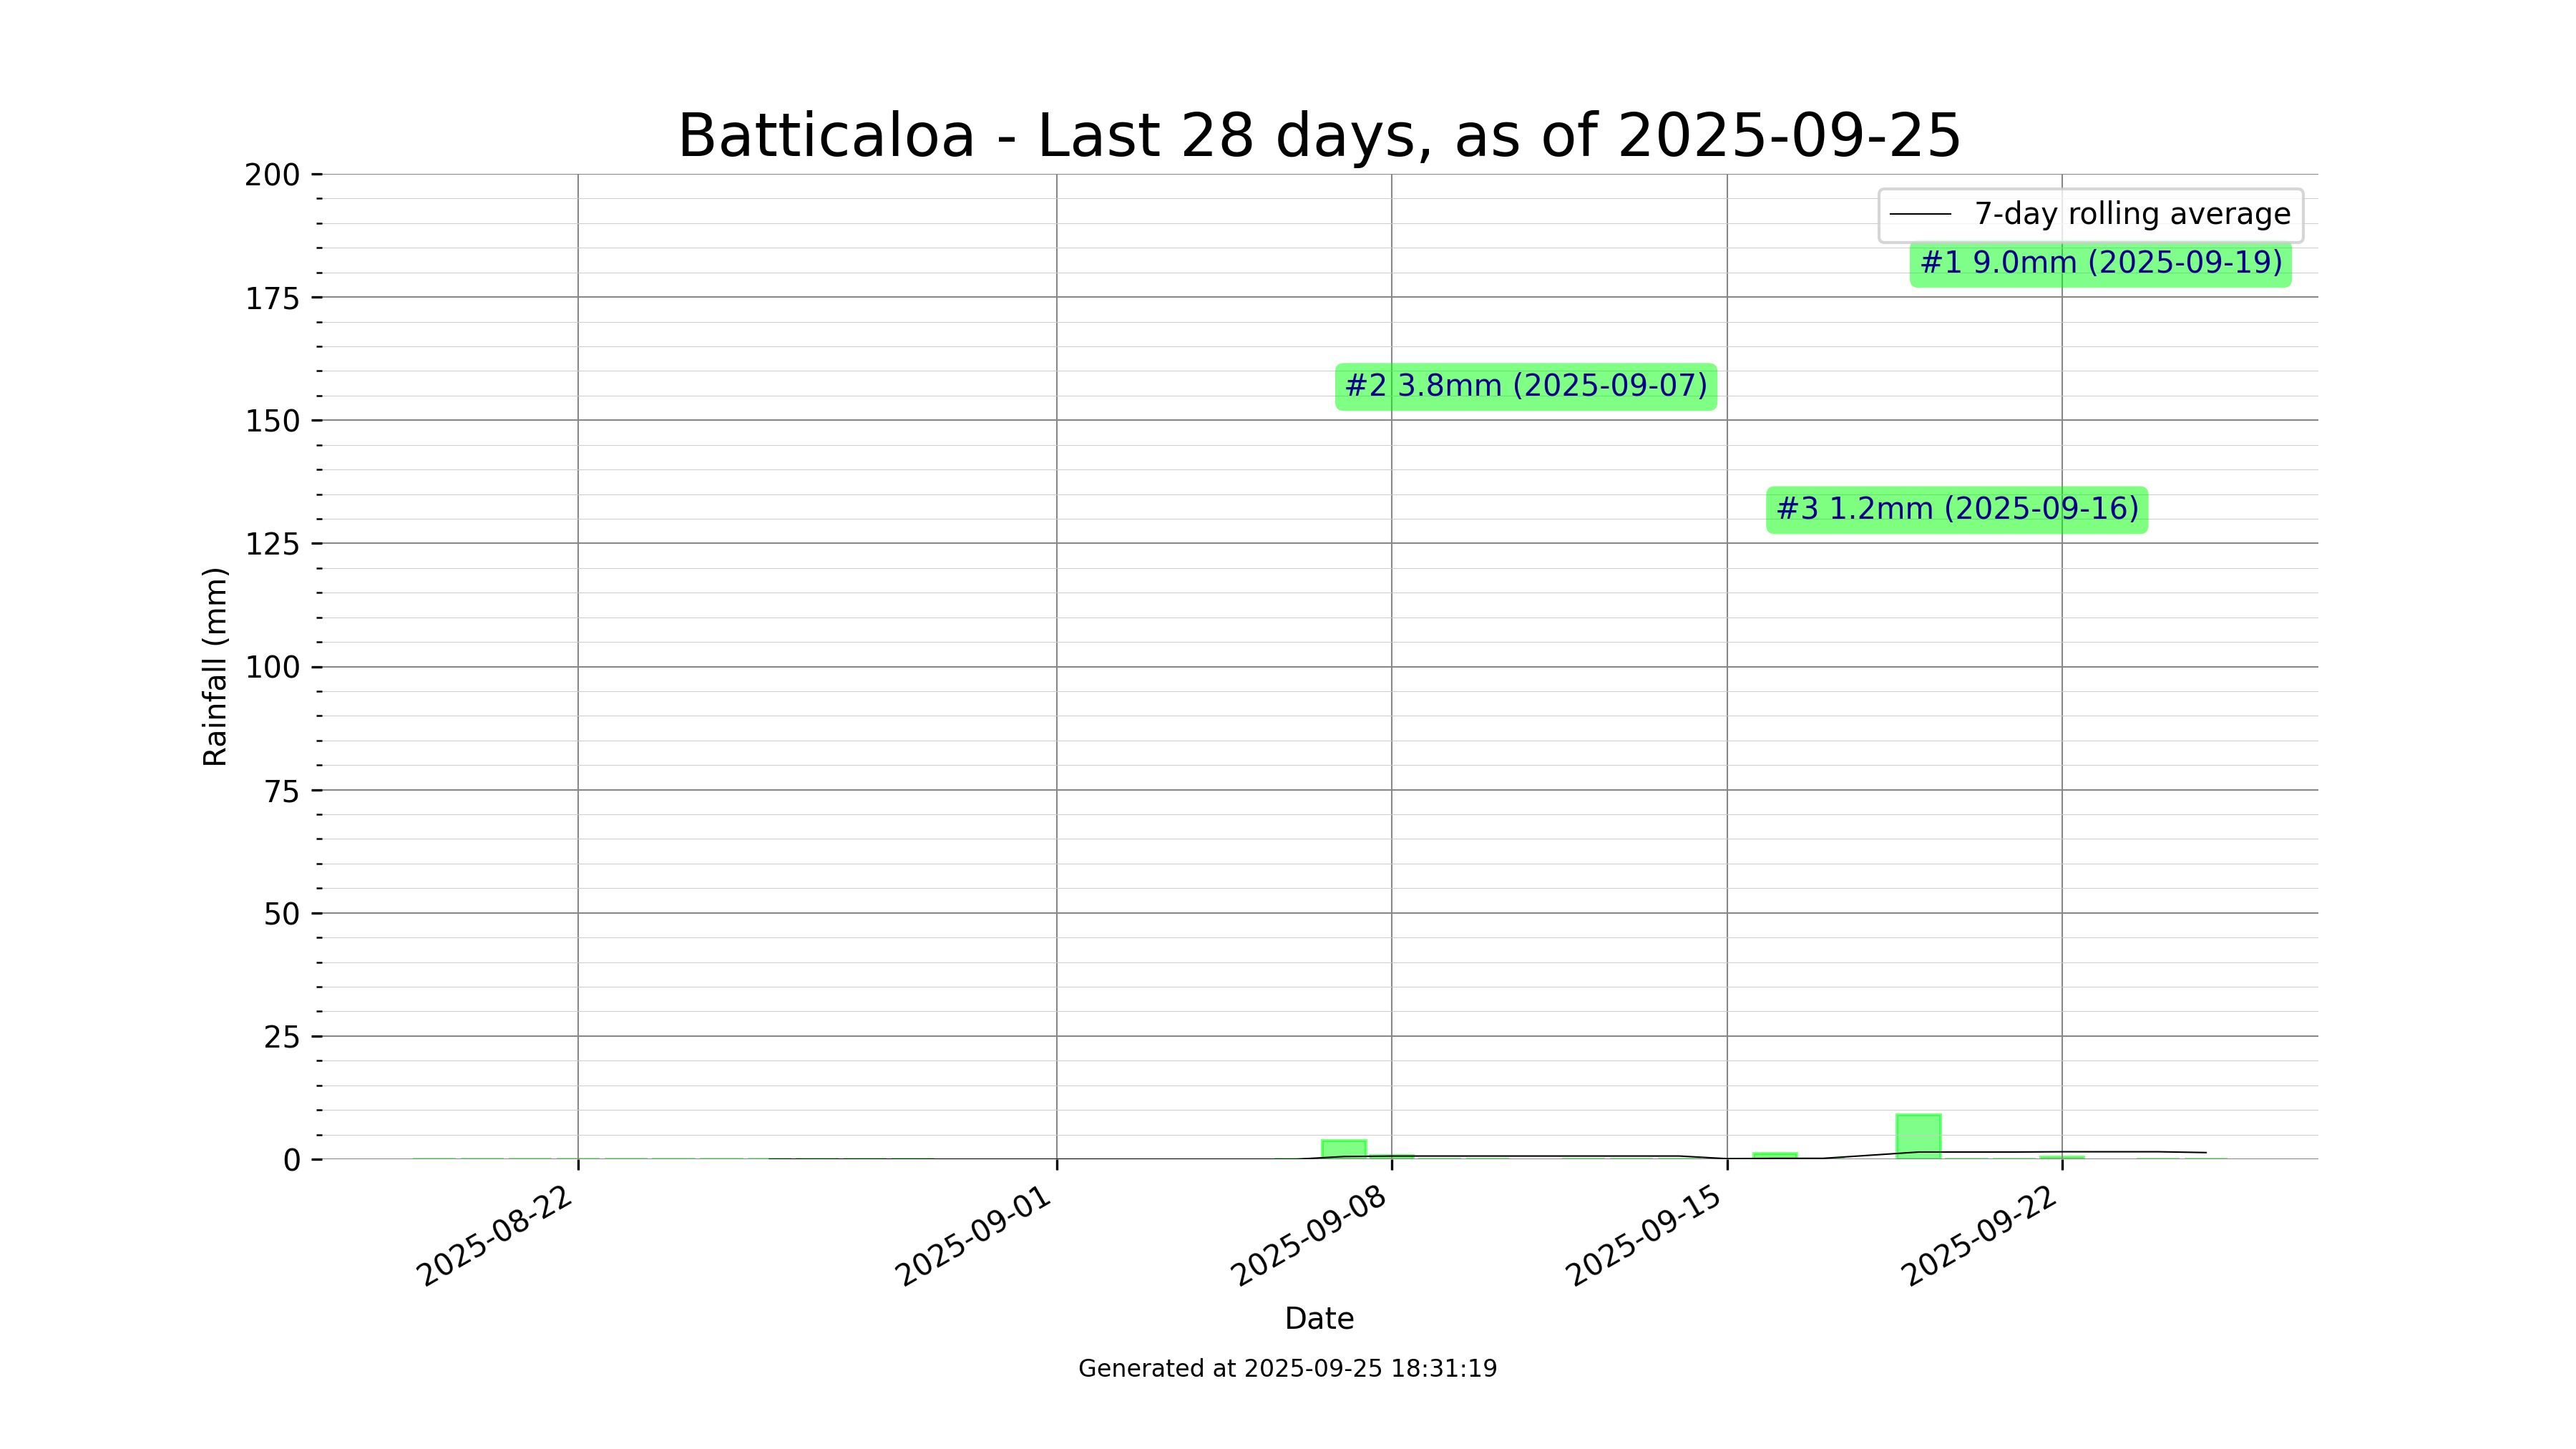 Batticaloa - Last 28 days, as of 2025-09-25
200
175
150
125
100
75
50
25
0
Rainfall (mm)
7-day rolling average
#1 9.0mm (2025-09-19)
#2 3.8mm (2025-09-07)
#3 1.2mm (2025-09-16)
2025-08-22
2025-09-01
2025-09-08
2025-09-15
2025-09-22
Date
Generated at 2025-09-25 18:31:19